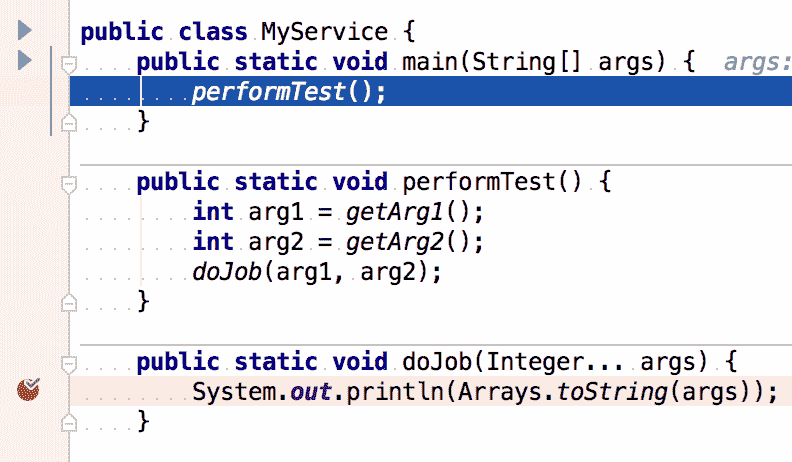 public class MyService {
    public static void main(String[] args) {  args:
        performTest();
    }
    public static void performTest() {
        int arg1 = getArg1();
        int arg2 = getArg2();
        doJob(arg1, arg2);
    }
    public static void doJob(Integer... args) {
        System.out.println(Arrays.toString(args));
    }